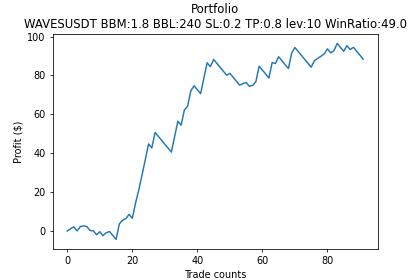 Portfolio
WAVESUSDT BBM:1.8 BBL:240 SL:0.2 TP:0.8 lev:10 WinRatio:49.0
100
80
60
40
20
0
Profit ($)
0 20 40 60 80
Trade counts